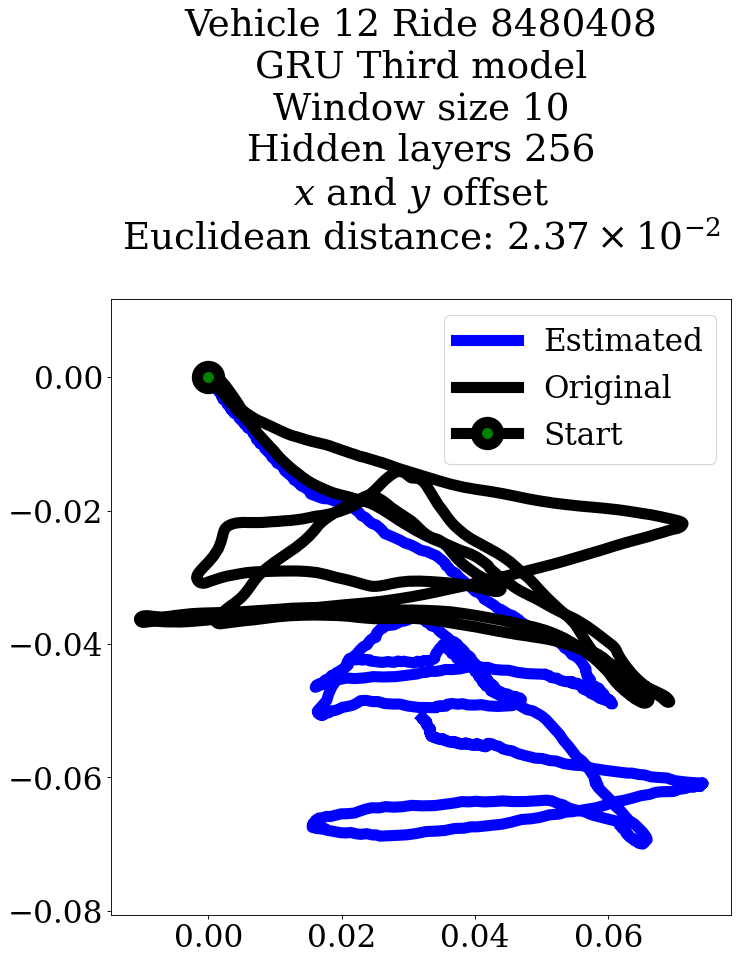 Vehicle 12 Ride 8480408
GRU Third model
Window size 10
Hidden layers 256
x and y offset
Euclidean distance: 2.37 × 10⁻²
Estimated
Original
Start
0.00
−0.02
−0.04
−0.06
−0.08
0.00 0.02 0.04 0.06